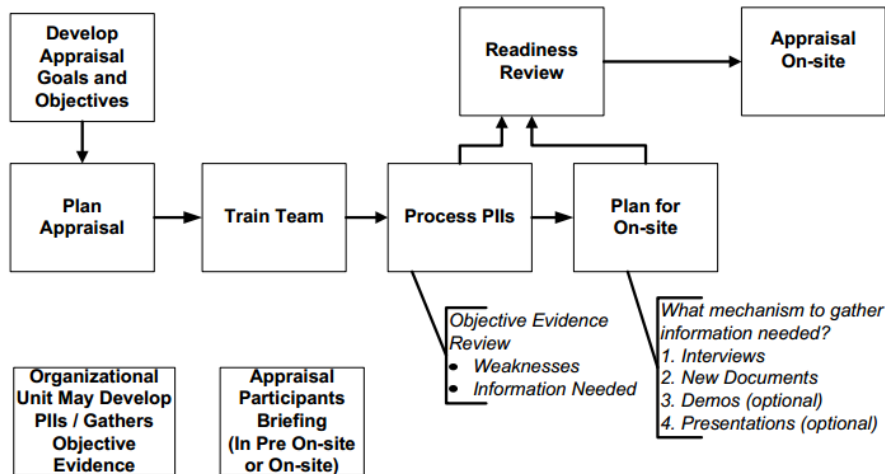 Develop
Appraisal
Goals and
Objectives
Readiness
Review
Appraisal
On-site
Plan
Appraisal
Train Team
Process PIIs
Plan for
On-site
Objective Evidence
Review
• Weaknesses
• Information Needed
What mechanism to gather
information needed?
1. Interviews
2. New Documents
3. Demos (optional)
4. Presentations (optional)
Organizational
Unit May Develop
PIIs / Gathers
Objective
Evidence
Appraisal
Participants
Briefing
(In Pre On-site
or On-site)